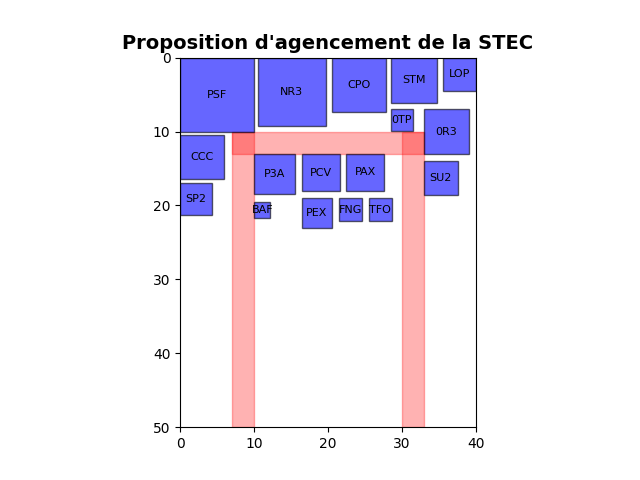 Proposition d'agencement de la STEC
0
PSF NR3 CPO STM LOP
0TP 0R3
10
CCC P3A PCV PAX SU2
SP2
20
BAF PEX FNG TFO
30
40
50
0 10 20 30 40